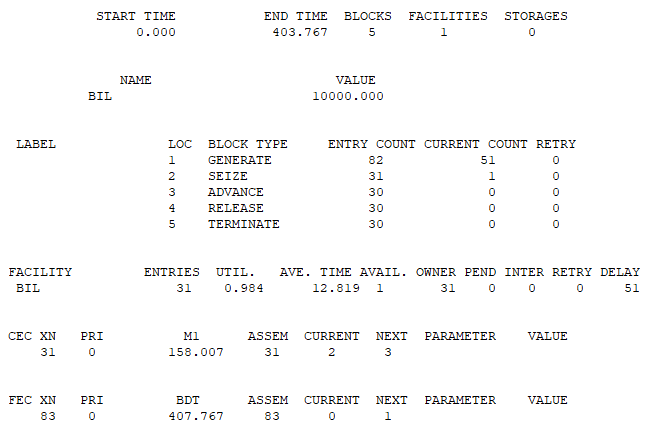 START TIME END TIME BLOCKS FACILITIES STORAGES
0.000 403.767 5 1 0
NAME VALUE
BIL 10000.000
LABEL LOC BLOCK TYPE ENTRY COUNT CURRENT COUNT RETRY
1 GENERATE 82 51 0
2 SEIZE 31 1 0
3 ADVANCE 30 0 0
4 RELEASE 30 0 0
5 TERMINATE 30 0 0
FACILITY ENTRIES UTIL. AVE. TIME AVAIL. OWNER PEND INTER RETRY DELAY
BIL 31 0.984 12.819 1 31 0 0 0 51
CEC XN PRI M1 ASSEM CURRENT NEXT PARAMETER VALUE
31 0 158.007 31 2 3
FEC XN PRI BDT ASSEM CURRENT NEXT PARAMETER VALUE
83 0 407.767 83 0 1